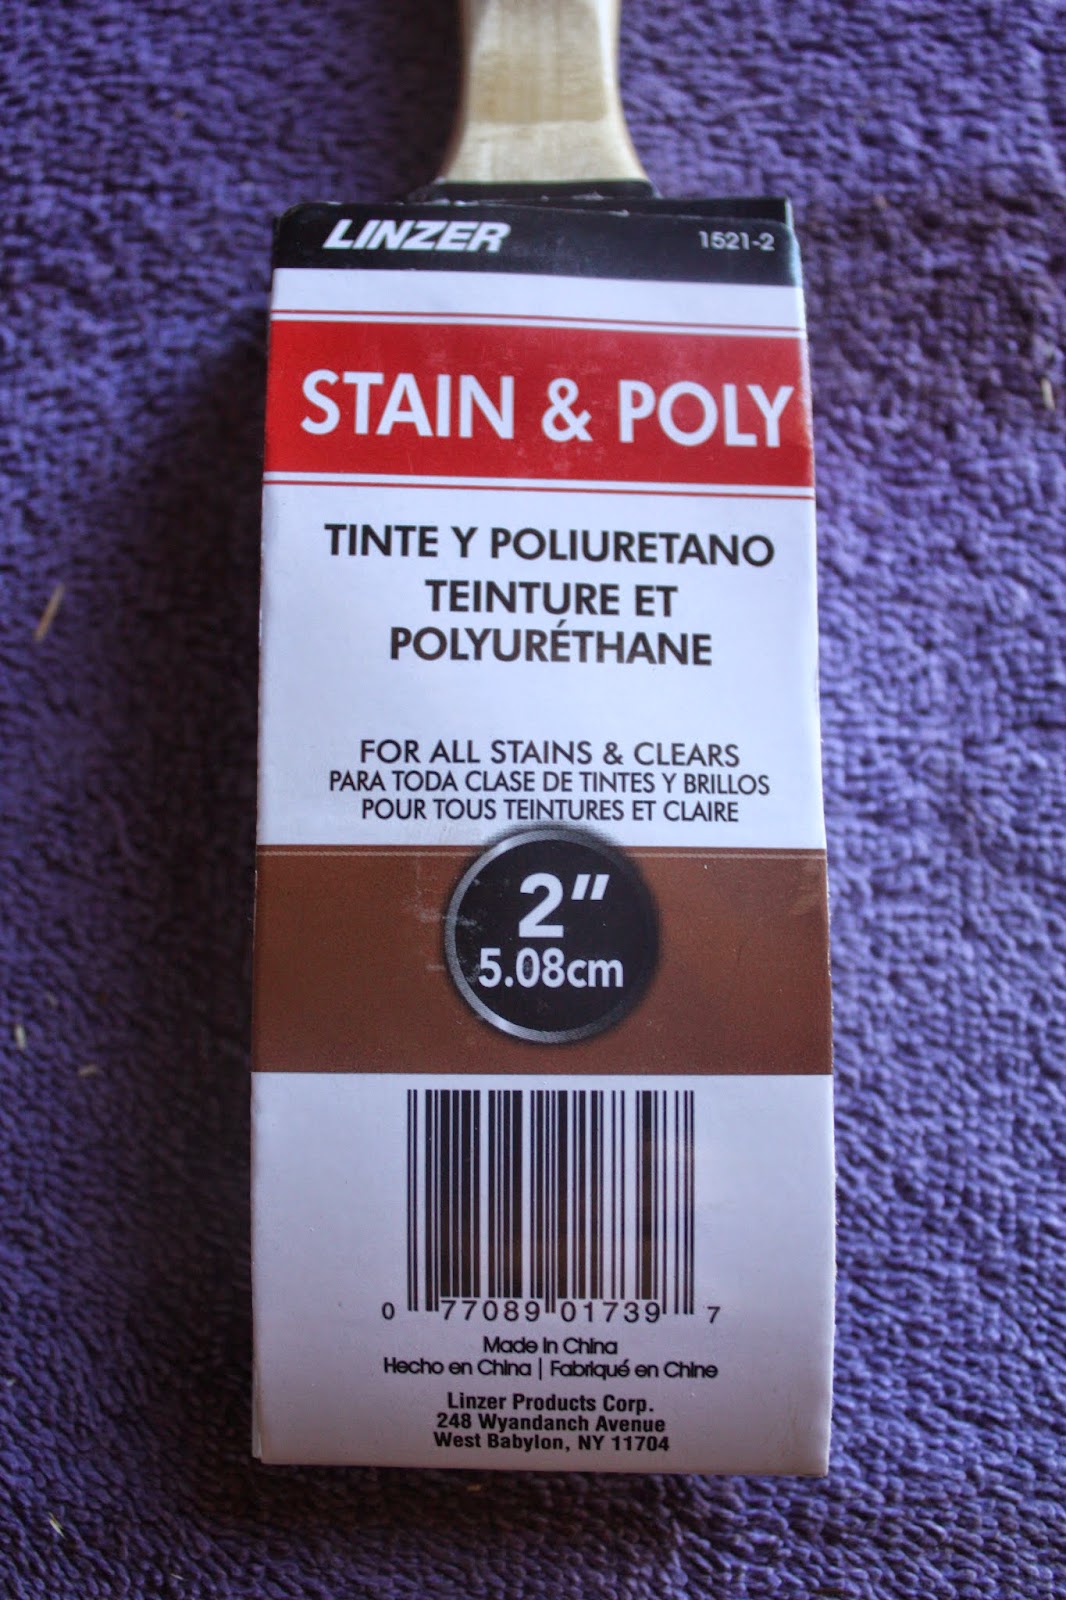 LINZER 1521-2
STAIN & POLY
TINTE Y POLIURETANO
TEINTURE ET
POLYURÉTHANE
FOR ALL STAINS & CLEARS
PARA TODA CLASE DE TINTES Y BRILLOS
POUR TOUS TEINTURES ET CLAIRE
2"
5.08cm
0 77089 01739 7
Made in China
Hecho en China | Fabriqué en Chine
Linzer Products Corp.
248 Wyandanch Avenue
West Babylon, NY 11704